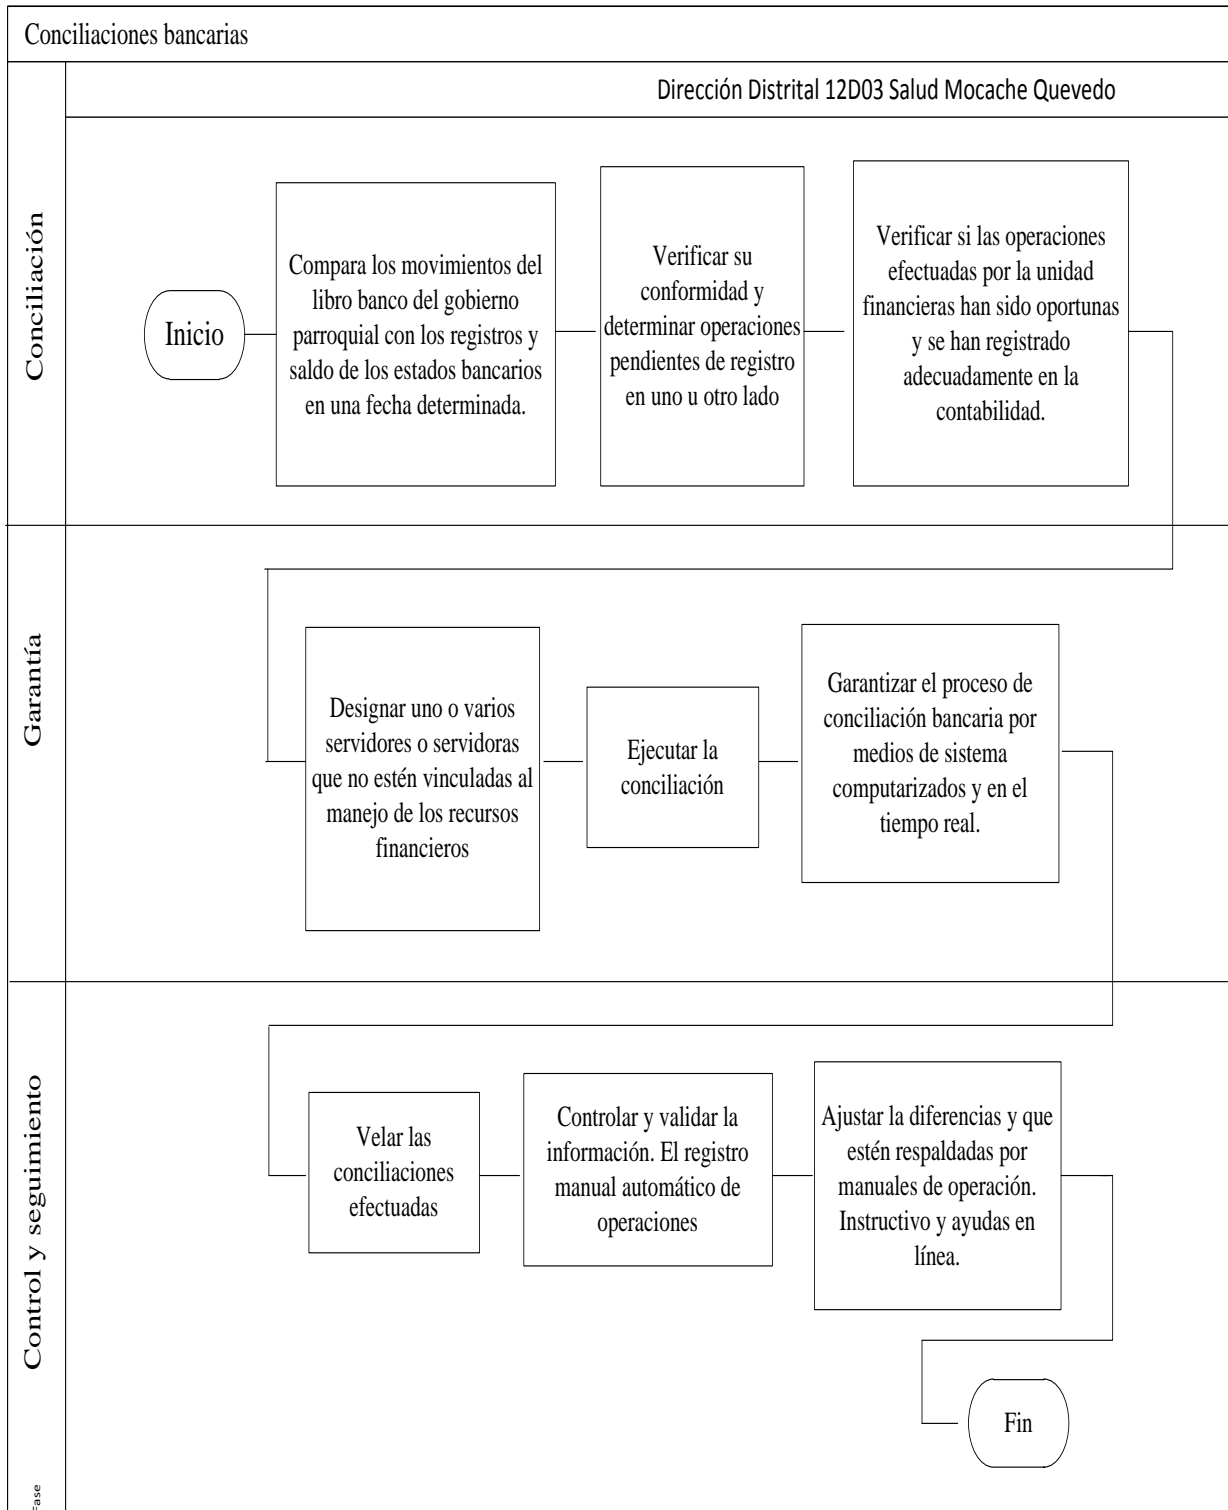 Conciliaciones bancarias
Dirección Distrital 12D03 Salud Mocache Quevedo
Conciliación
Inicio
Compara los movimientos del
libro banco del gobierno
parroquial con los registros y
saldo de los estados bancarios
en una fecha determinada.
Verificar su
conformidad y
determinar operaciones
pendientes de registro
en uno u otro lado
Verificar si las operaciones
efectuadas por la unidad
financieras han sido oportunas
y se han registrado
adecuadamente en la
contabilidad.
Garantía
Designar uno o varios
servidores o servidoras
que no estén vinculadas al
manejo de los recursos
financieros
Ejecutar la
conciliación
Garantizar el proceso de
conciliación bancaria por
medios de sistema
computarizados y en el
tiempo real.
Control y seguimiento
Velar las
conciliaciones
efectuadas
Controlar y validar la
información. El registro
manual automático de
operaciones
Ajustar la diferencias y que
estén respaldadas por
manuales de operación.
Instructivo y ayudas en
línea.
Fin
Fase